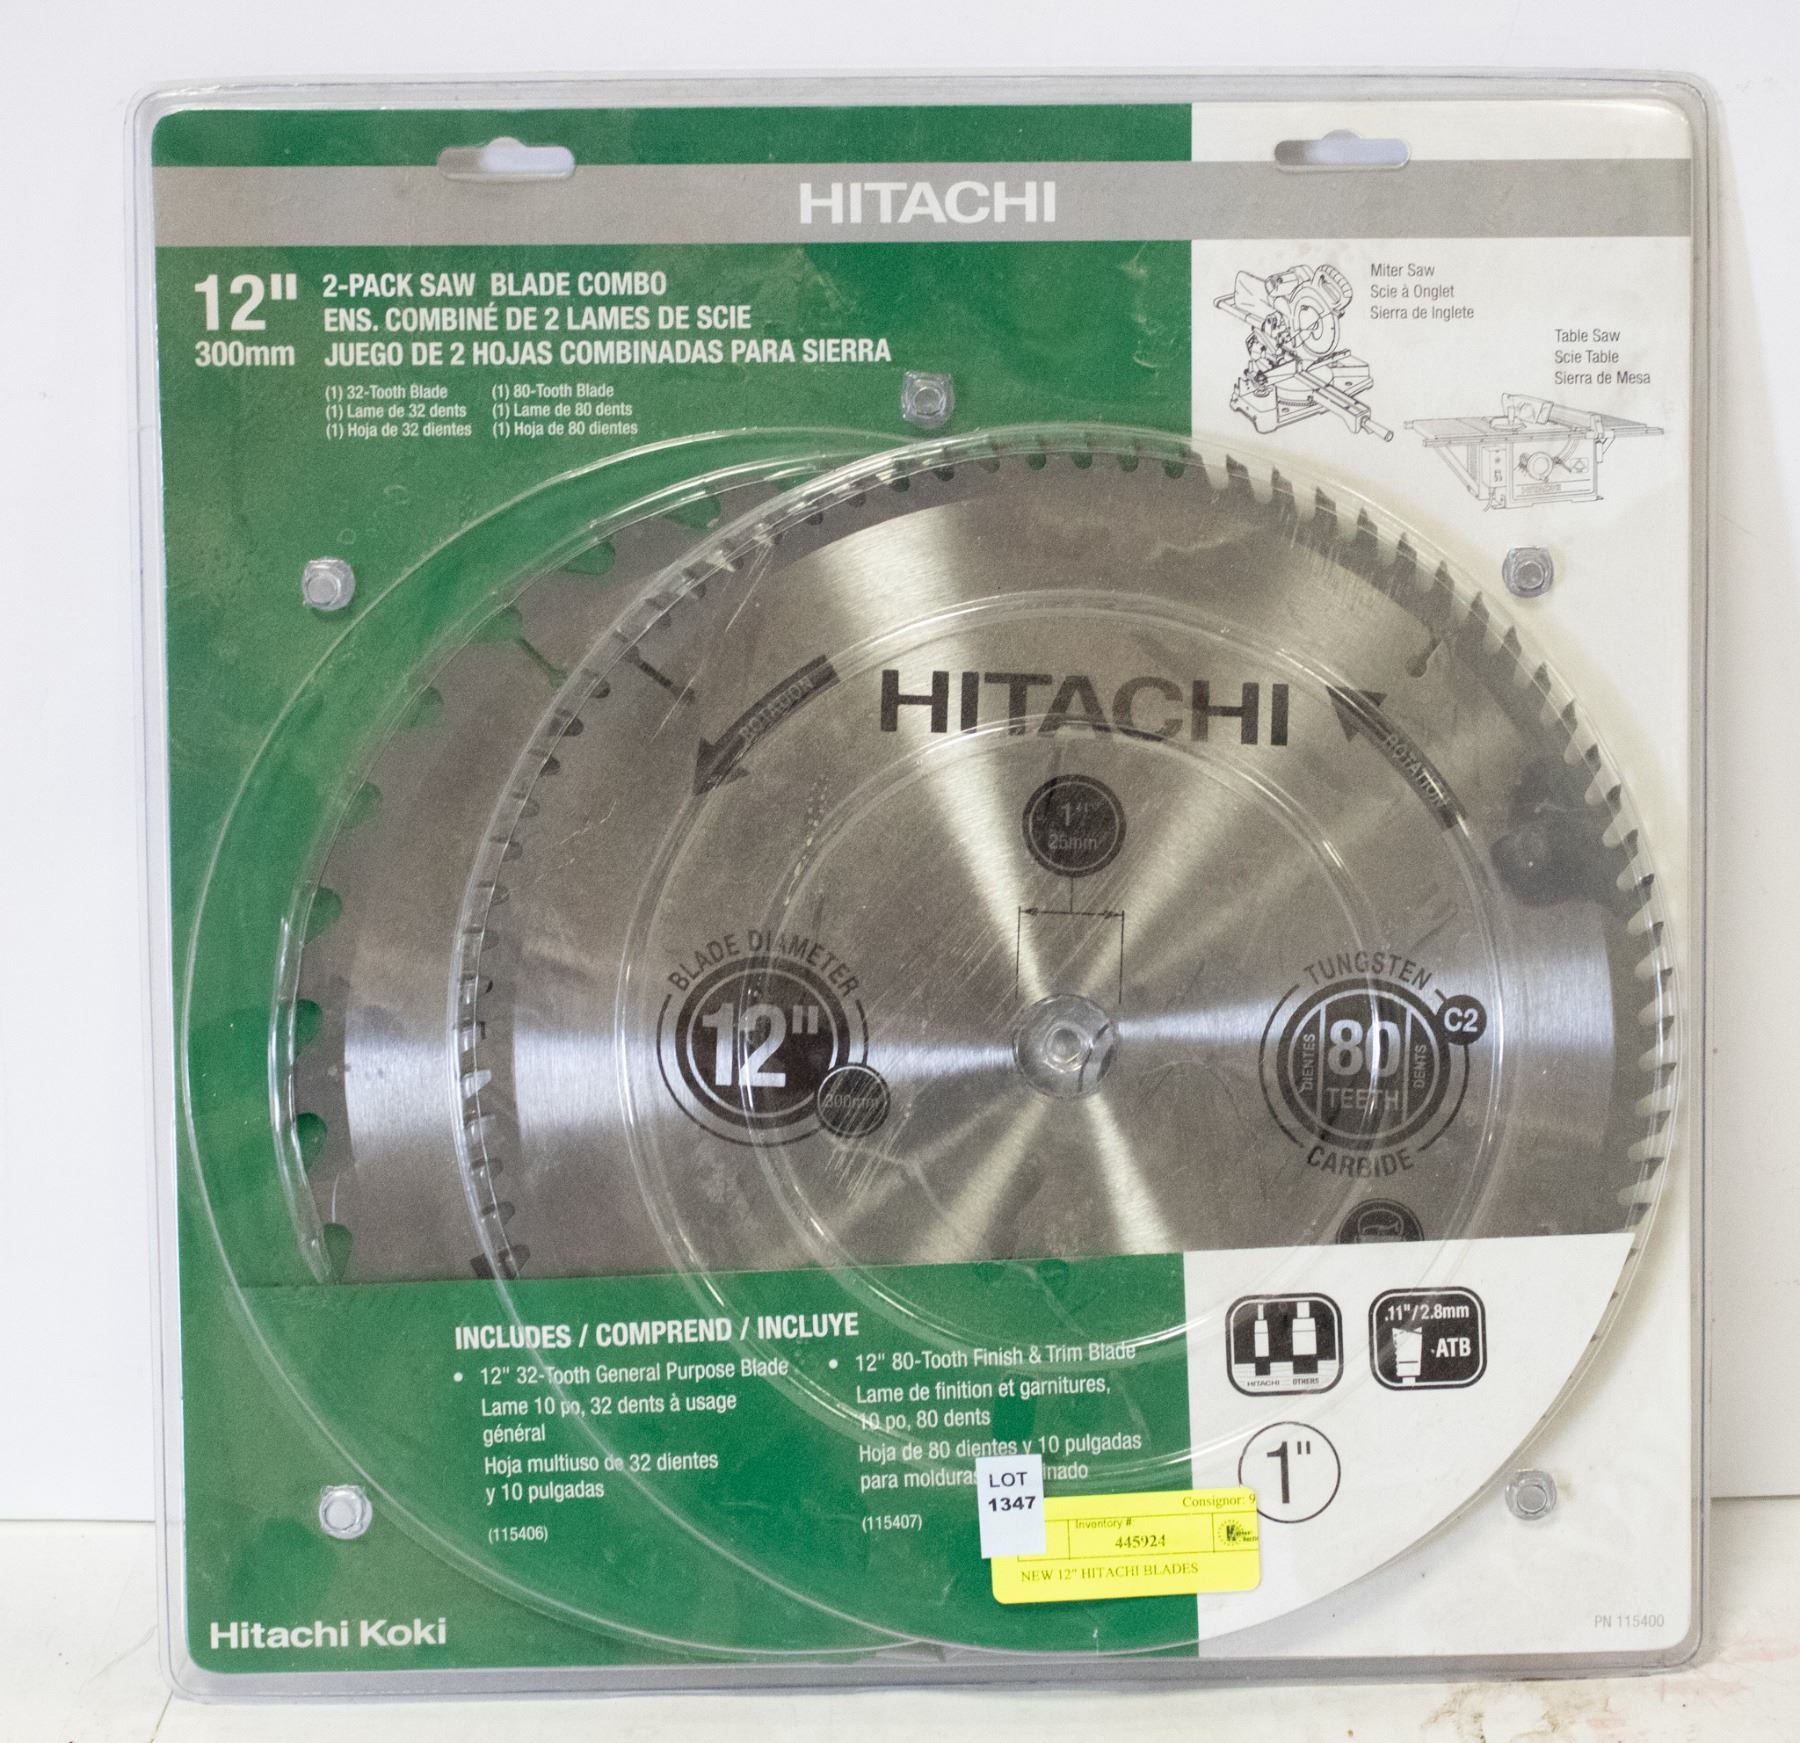 HITACHI
12"
300mm
2-PACK SAW BLADE COMBO
ENS. COMBINÉ DE 2 LAMES DE SCIE
JUEGO DE 2 HOJAS COMBINADAS PARA SIERRA
(1) 32-Tooth Blade
(1) Lame de 32 dents
(1) Hoja de 32 dientes
(1) 80-Tooth Blade
(1) Lame de 80 dents
(1) Hoja de 80 dientes
Miter Saw
Scie à Onglet
Sierra de Inglete
Table Saw
Scie Table
Sierra de Mesa
HITACHI
ROTATION
HITACHI
ROTATION
1"
25mm
BLADE DIAMETER
12"
300mm
TUNGSTEN
C2
DIENTES
80
DENTS
TEETH
CARBIDE
INCLUDES / COMPREND / INCLUYE
• 12" 32-Tooth General Purpose Blade
Lame 10 po, 32 dents à usage
général
Hoja multiuso de 32 dientes
y 10 pulgadas
(115406)
• 12" 80-Tooth Finish & Trim Blade
Lame de finition et garnitures,
10 po, 80 dents
Hoja de 80 dientes y 10 pulgadas
para molduras inado
(115407)
HITACHI OTHERS
.11"/2.8mm
ATB
1"
LOT
1347
Consignor: 9
Inventory #
445924
NEW 12" HITACHI BLADES
Hitachi Koki
PN 115400